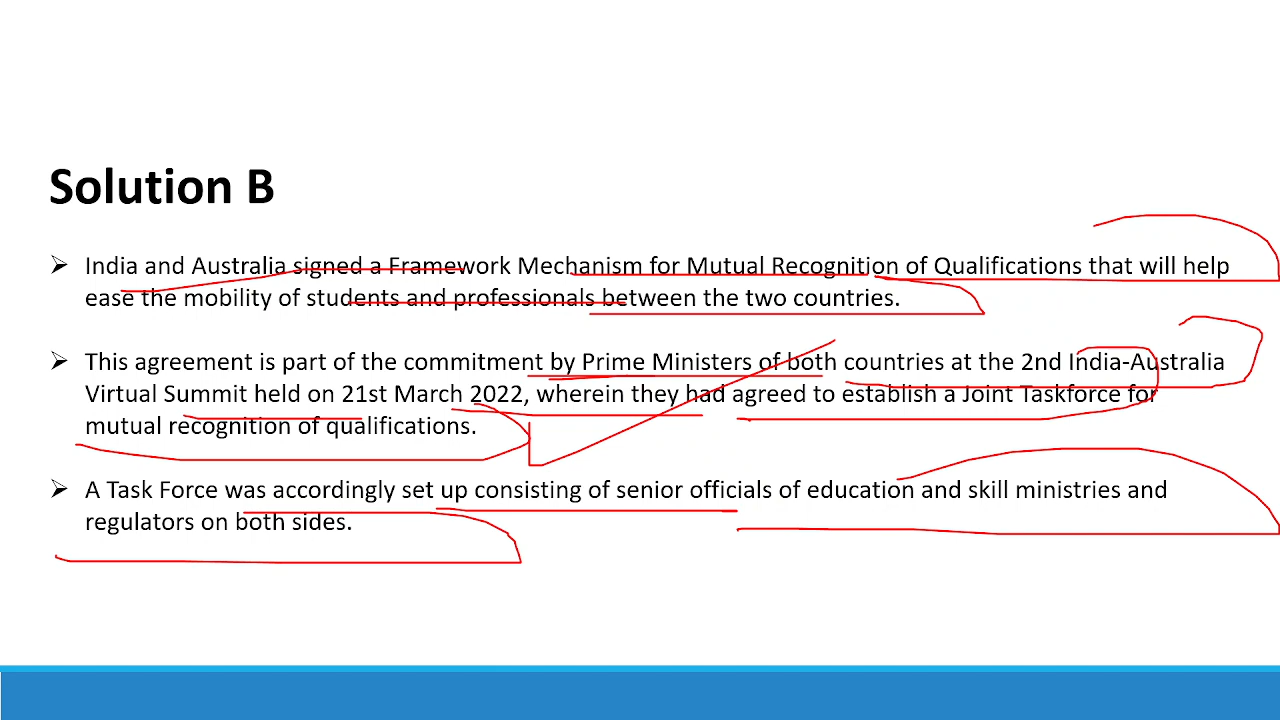 Solution B
➢ India and Australia signed a Framework Mechanism for Mutual Recognition of Qualifications that will help
ease the mobility of students and professionals between the two countries.
➢ This agreement is part of the commitment by Prime Ministers of both countries at the 2nd India-Australia
Virtual Summit held on 21st March 2022, wherein they had agreed to establish a Joint Taskforce for
mutual recognition of qualifications.
➢ A Task Force was accordingly set up consisting of senior officials of education and skill ministries and
regulators on both sides.